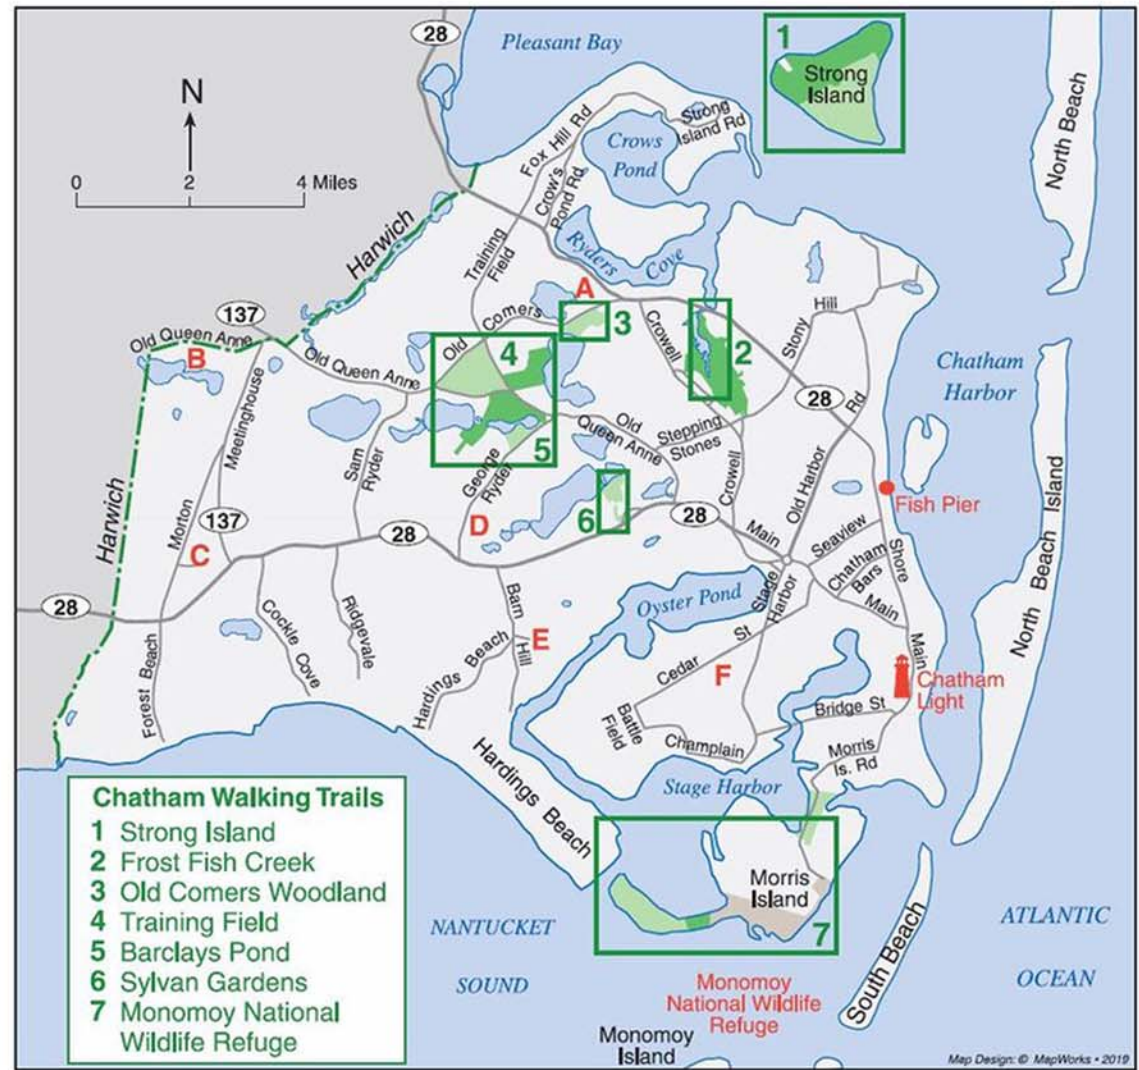 28
Pleasant Bay
1
Strong
Island
North Beach
N
0 2 4 Miles
Fox Hill Rd
Strong
Island Rd
Crows
Pond
Crow's
Pond Rd
Harwich
Training
Field
Ryders
Cove
A
137
Old Queen Anne
B
Old Comers
3
Crowell
2
Hill
Stony
4
Old Queen Anne
28
Rd
Chatham
Harbor
Meetinghouse
Sam
Ryder
5
George
Ryder
Old
Queen Anne
Stepping
Stones
Crowell
Old Harbor
Harwich
Morton
137
C
D
28
6
28
Main
Seaview
Fish Pier
Shore
Chatham
Bars
Main
North Beach Island
28
Forest Beach
Cockle Cove
Ridgevale
Barn
Hill
Hardings Beach
E
Oyster Pond
Stage
Harbor
Cedar St
F
Main
Chatham
Light
Battle
Field
Champlain
Bridge St
Morris
Is. Rd
Stage Harbor
Hardings Beach
Morris
Island
7
Chatham Walking Trails
1 Strong Island
2 Frost Fish Creek
3 Old Comers Woodland
4 Training Field
5 Barclays Pond
6 Sylvan Gardens
7 Monomoy National
Wildlife Refuge
NANTUCKET
SOUND
Monomoy
National Wildlife
Refuge
Monomoy
Island
South Beach
ATLANTIC
OCEAN
Map Design: © MapWorks • 2019